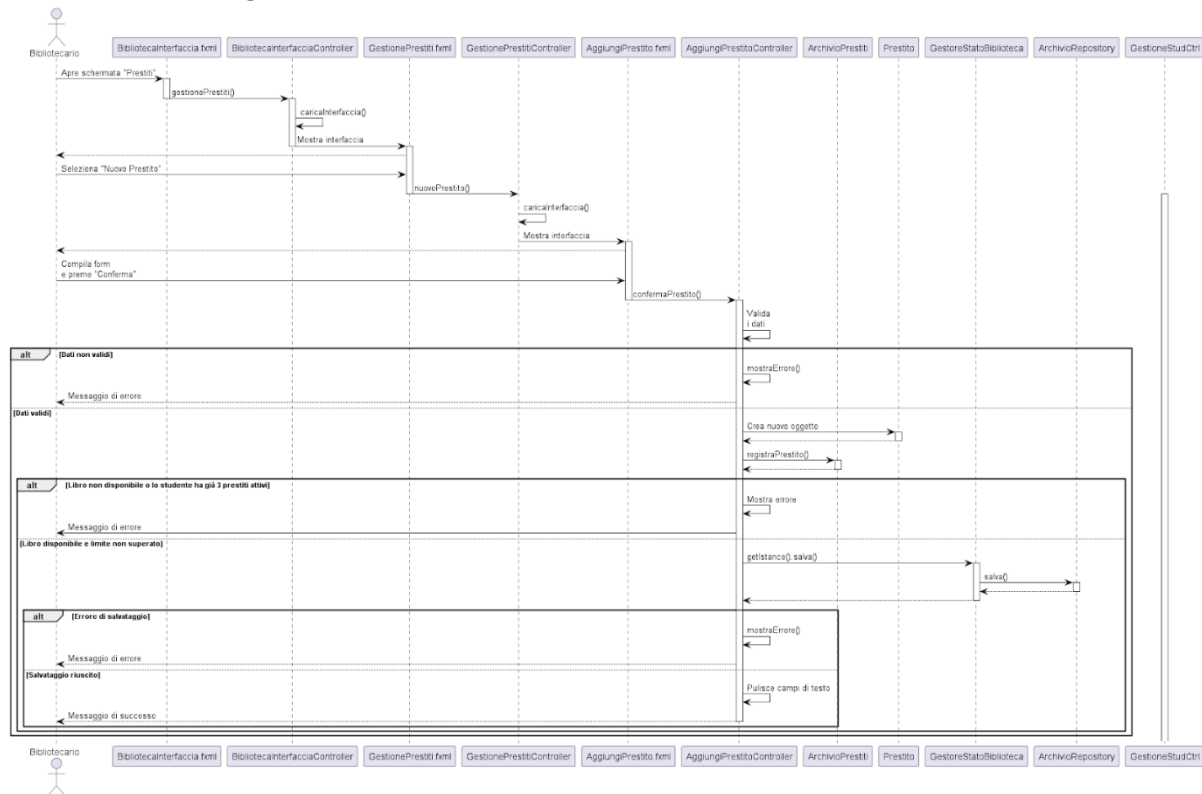 Bibliotecario
BibliotecaInterfaccia.fxml
BibliotecaInterfacciaController
GestionePrestiti.fxml
GestionePrestitiController
AggiungiPrestito.fxml
AggiungiPrestitoController
ArchivioPrestiti
Prestito
GestoreStatoBiblioteca
ArchivioRepository
GestioneStudCtrl
Apre schermata "Prestiti"
gestionePrestiti()
caricaInterfaccia()
Mostra interfaccia
Seleziona "Nuovo Prestito"
nuovoPrestito()
caricaInterfaccia()
Mostra interfaccia
Compila form
e preme "Conferma"
confermaPrestito()
Valida
i dati
alt
[Dati non validi]
mostraErrore()
Messaggio di errore
[Dati validi]
Crea nuovo oggetto
registraPrestito()
alt
[Libro non disponibile o lo studente ha già 3 prestiti attivi]
Mostra errore
Messaggio di errore
[Libro disponibile e limite non superato]
getIstance().salva()
salva()
alt
[Errore di salvataggio]
mostraErrore()
Messaggio di errore
[Salvataggio riuscito]
Pulisce campi di testo
Messaggio di successo
Bibliotecario
BibliotecaInterfaccia.fxml
BibliotecaInterfacciaController
GestionePrestiti.fxml
GestionePrestitiController
AggiungiPrestito.fxml
AggiungiPrestitoController
ArchivioPrestiti
Prestito
GestoreStatoBiblioteca
ArchivioRepository
GestioneStudCtrl